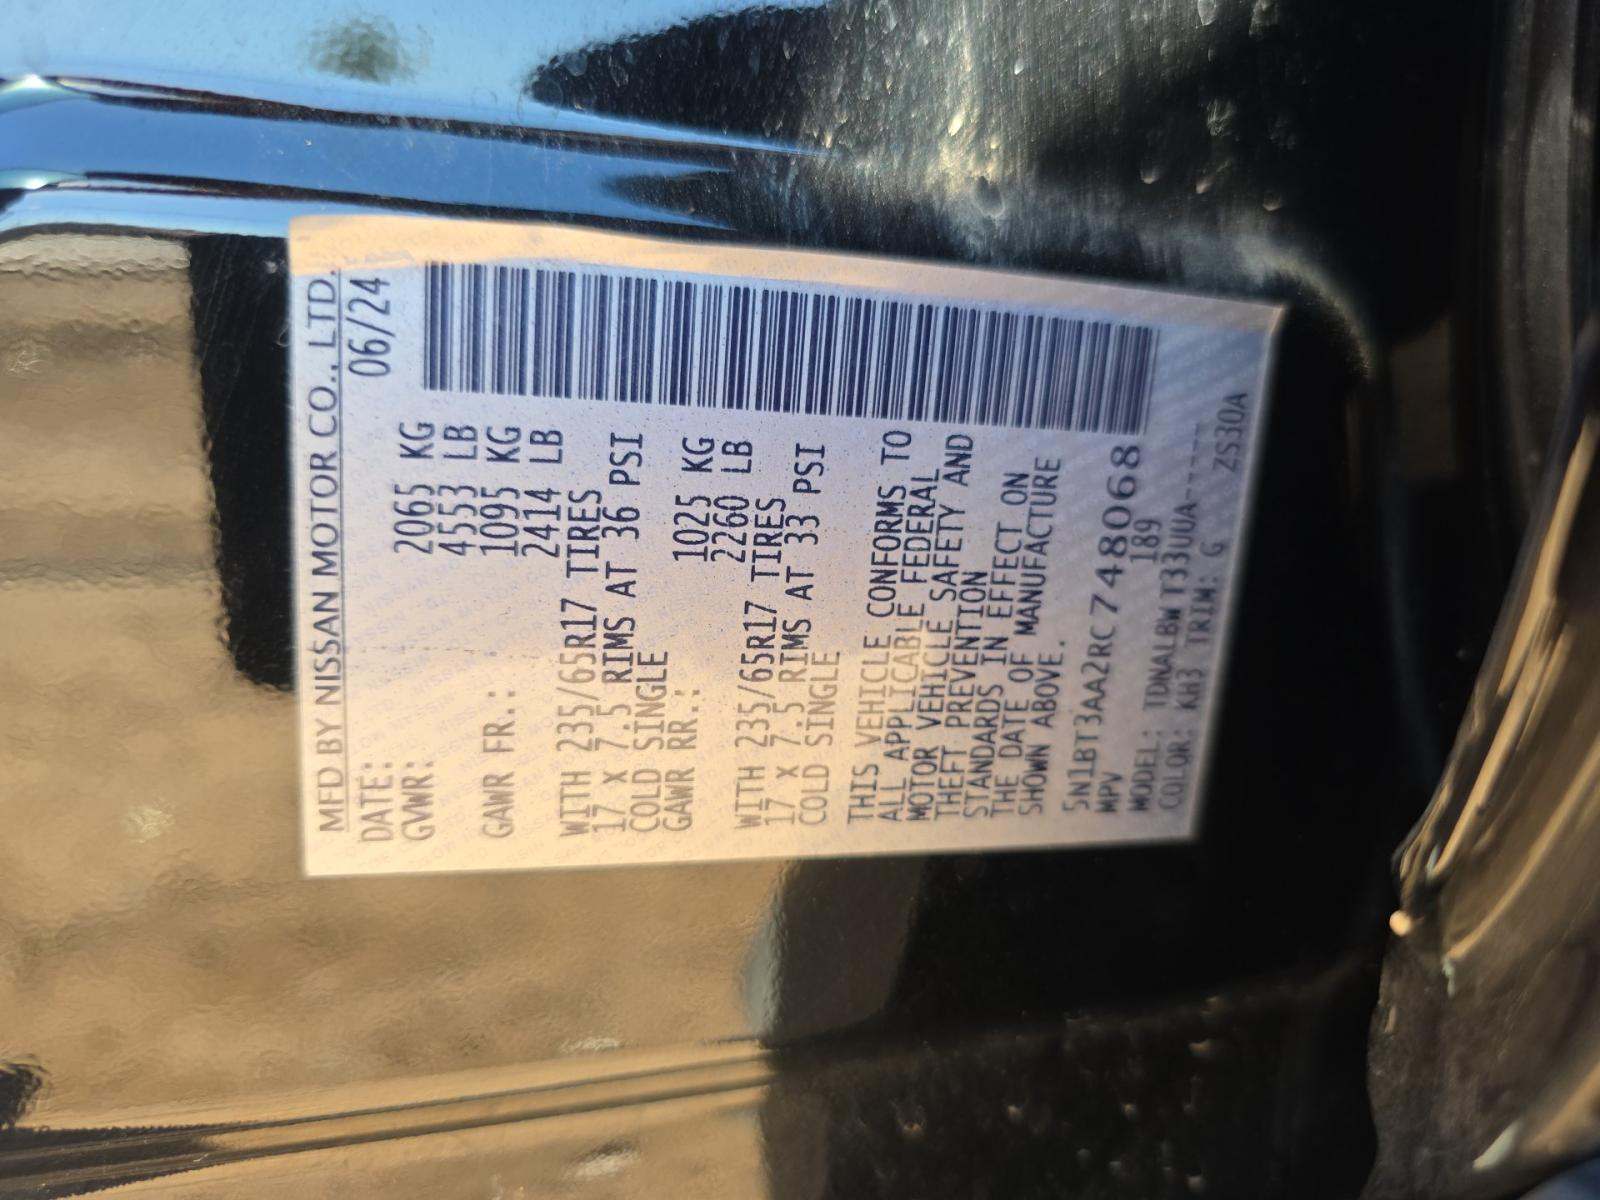 MFD BY NISSAN MOTOR CO., LTD.
DATE: 06/24
GVWR: 2065 KG
4553 LB
GAWR FR.: 1095 KG
2414 LB
WITH 235/65R17 TIRES
17 X 7.5 RIMS AT 36 PSI
COLD SINGLE
GAWR RR.: 1025 KG
2260 LB
WITH 235/65R17 TIRES
17 X 7.5 RIMS AT 33 PSI
COLD SINGLE
THIS VEHICLE CONFORMS TO
ALL APPLICABLE FEDERAL
MOTOR VEHICLE SAFETY AND
THEFT PREVENTION
STANDARDS IN EFFECT ON
THE DATE OF MANUFACTURE
SHOWN ABOVE.
5N1BT3AA2RC748068
MPV 189
MODEL: TDNALBWT33UUA-----
COLOR: KH3 TRIM: G ZS30A